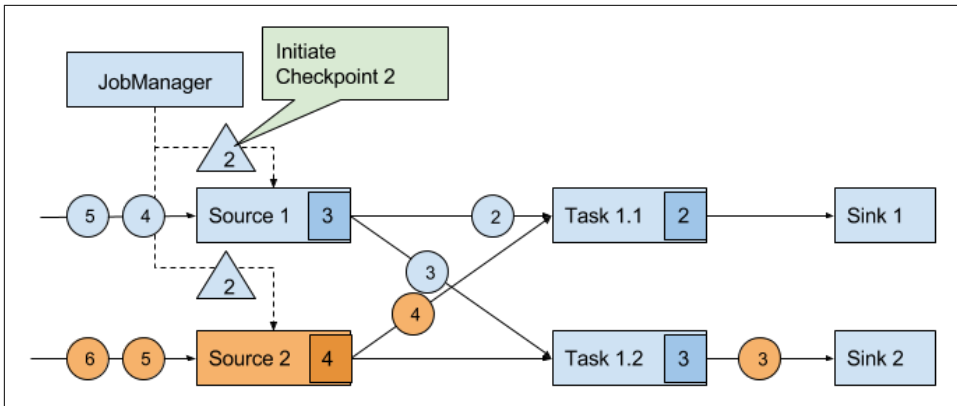 Initiate
Checkpoint 2
JobManager
2
5
4
Source 1
3
2
Task 1.1
2
Sink 1
2
3
4
6
5
Source 2
4
Task 1.2
3
3
Sink 2